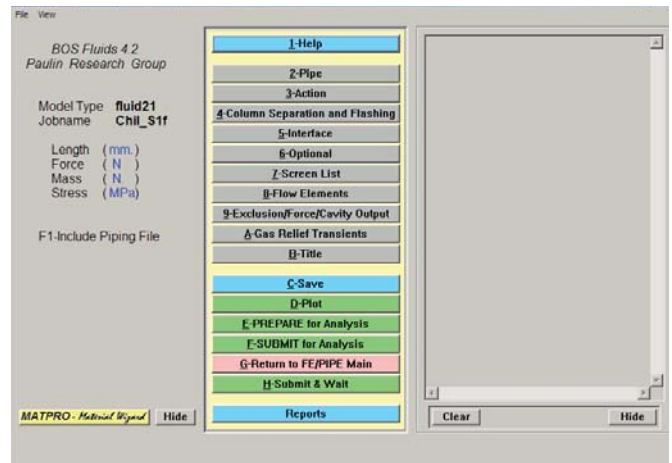 File View
BOS Fluids 4.2
Paulin Research Group
Model Type fluid21
Jobname Chil_S1f
Length (mm.)
Force ( N )
Mass ( N. )
Stress (MPa)
F1-Include Piping File
MATPRO - Material Wizard
Hide
1-Help
2-Pipe
3-Action
4-Column Separation and Flashing
5-Interface
6-Optional
7-Screen List
8-Flow Elements
9-Exclusion/Force/Cavity Output
A-Gas Relief Transients
B-Title
C-Save
D-Plot
E-PREPARE for Analysis
F-SUBMIT for Analysis
G-Return to FE/PIPE Main
H-Submit & Wait
Reports
Clear
Hide